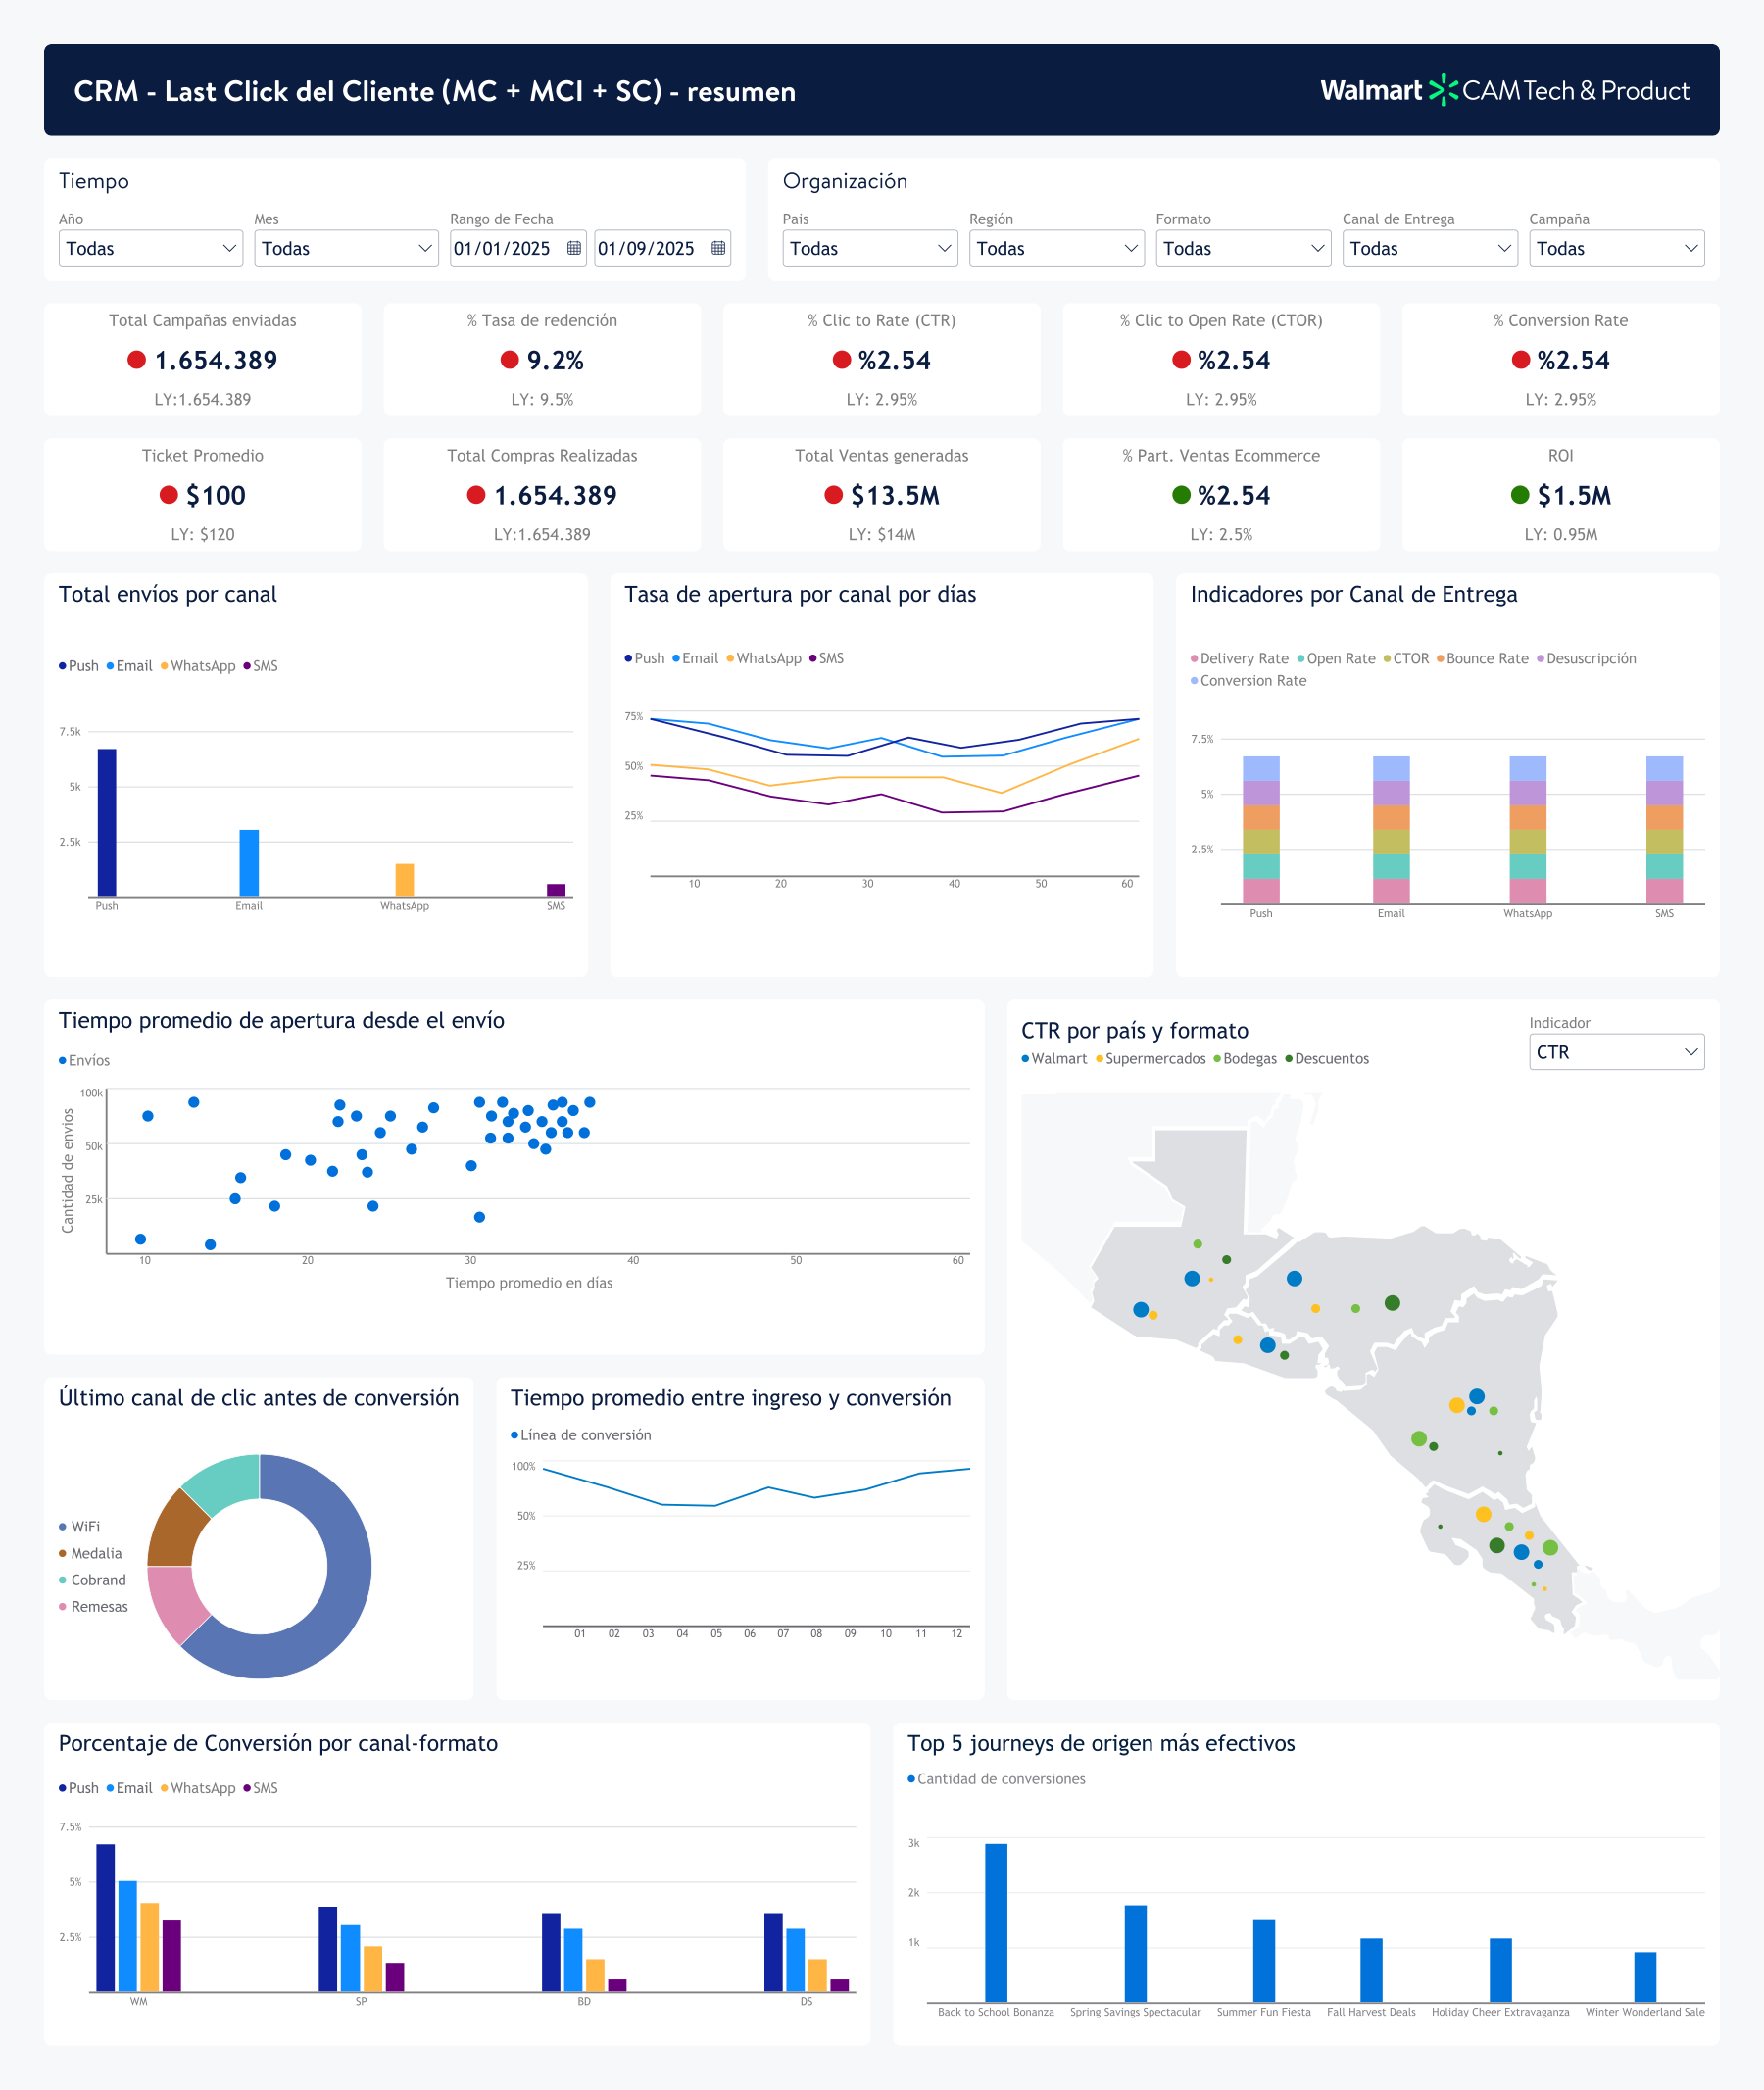 CRM - Last Click del Cliente (MC + MCI + SC) - resumen
Walmart CAM Tech & Product
Tiempo
Año
Mes
Rango de Fecha
Todas
Todas
01/01/2025
01/09/2025
Organización
Pais
Región
Formato
Canal de Entrega
Campaña
Todas
Todas
Todas
Todas
Todas
Total Campañas enviadas
1.654.389
LY:1.654.389
% Tasa de redención
9.2%
LY: 9.5%
% Clic to Rate (CTR)
%2.54
LY: 2.95%
% Clic to Open Rate (CTOR)
%2.54
LY: 2.95%
% Conversion Rate
%2.54
LY: 2.95%
Ticket Promedio
$100
LY: $120
Total Compras Realizadas
1.654.389
LY:1.654.389
Total Ventas generadas
$13.5M
LY: $14M
% Part. Ventas Ecommerce
%2.54
LY: 2.5%
ROI
$1.5M
LY: 0.95M
Total envíos por canal
Push Email WhatsApp SMS
7.5k
5k
2.5k
Push Email WhatsApp SMS
Tasa de apertura por canal por días
Push Email WhatsApp SMS
75%
50%
25%
10 20 30 40 50 60
Indicadores por Canal de Entrega
Delivery Rate Open Rate CTOR Bounce Rate Desuscripción
Conversion Rate
7.5%
5%
2.5%
Push Email WhatsApp SMS
Tiempo promedio de apertura desde el envío
Envíos
Cantidad de envios
100k
50k
25k
10 20 30 40 50 60
Tiempo promedio en días
CTR por país y formato
Walmart Supermercados Bodegas Descuentos
Indicador
CTR
Último canal de clic antes de conversión
WiFi
Medalia
Cobrand
Remesas
Tiempo promedio entre ingreso y conversión
Línea de conversión
100%
50%
25%
01 02 03 04 05 06 07 08 09 10 11 12
Porcentaje de Conversión por canal-formato
Push Email WhatsApp SMS
7.5%
5%
2.5%
WM SP BD DS
Top 5 journeys de origen más efectivos
Cantidad de conversiones
3k
2k
1k
Back to School Bonanza Spring Savings Spectacular Summer Fun Fiesta Fall Harvest Deals Holiday Cheer Extravaganza Winter Wonderland Sale